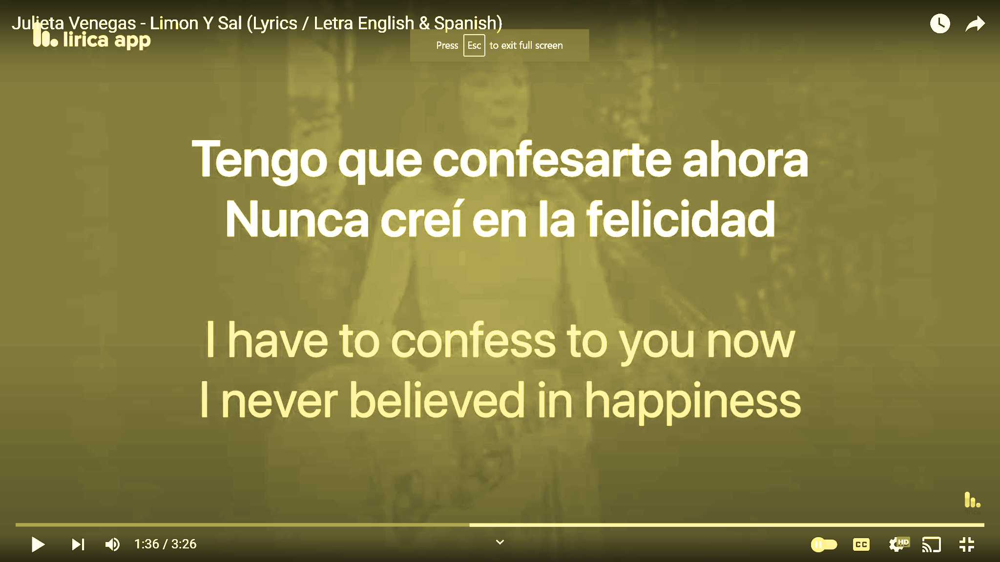 Julieta Venegas - Limon Y Sal (Lyrics / Letra English & Spanish)
lirica app
Press Esc to exit full screen
Tengo que confesarte ahora
Nunca creí en la felicidad
I have to confess to you now
I never believed in happiness
lirica
1:36 / 3:26
CC
HD